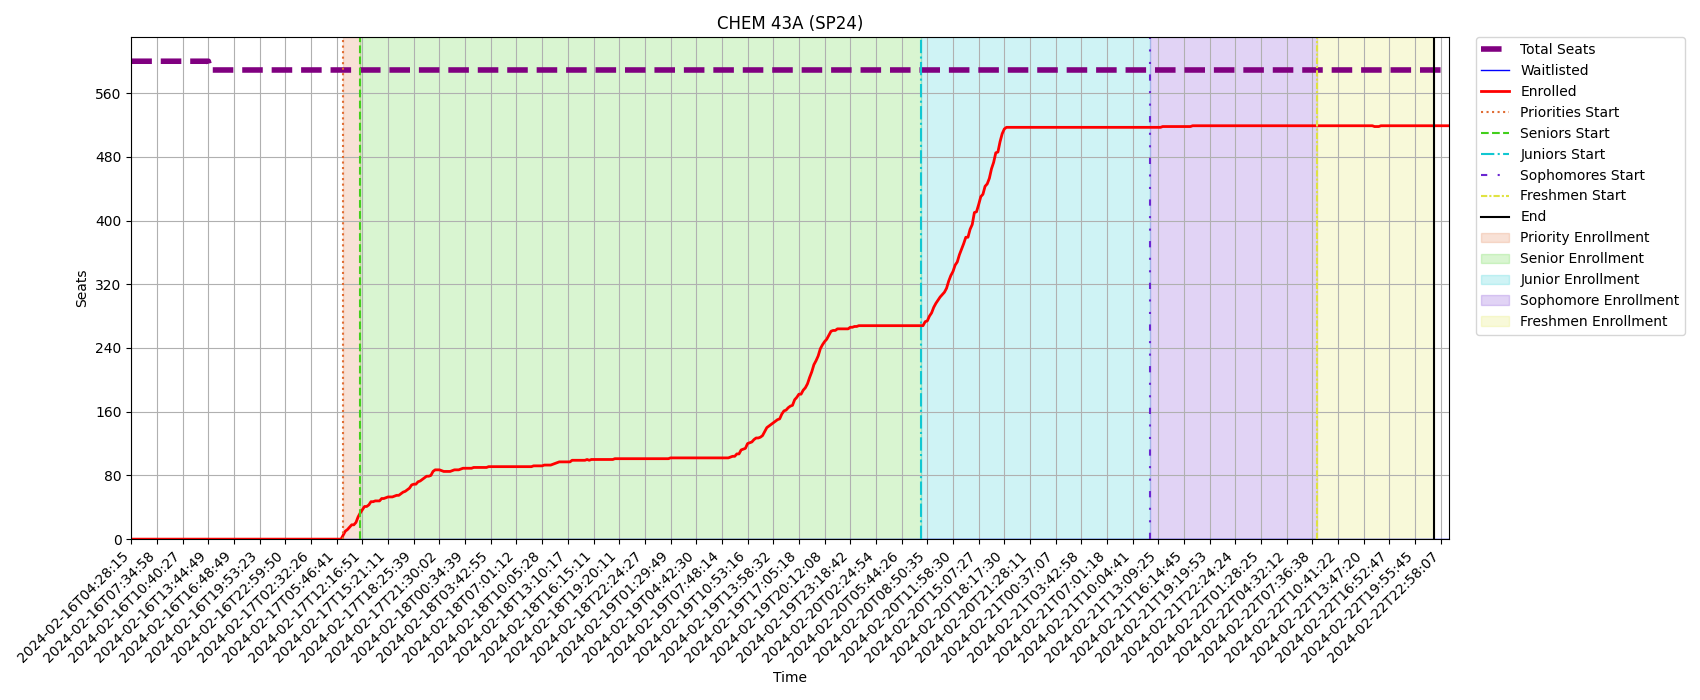 CHEM 43A (SP24)
Total Seats
Waitlisted
Enrolled
Priorities Start
Seniors Start
Juniors Start
Sophomores Start
Freshmen Start
End
Priority Enrollment
Senior Enrollment
Junior Enrollment
Sophomore Enrollment
Freshmen Enrollment
Seats
560
480
400
320
240
160
80
0
2024-02-16T04:28:15
2024-02-16T07:34:58
2024-02-16T10:40:27
2024-02-16T13:44:49
2024-02-16T16:48:49
2024-02-16T19:53:23
2024-02-16T22:59:50
2024-02-17T02:32:26
2024-02-17T05:46:41
2024-02-17T12:16:51
2024-02-17T15:21:11
2024-02-17T18:25:39
2024-02-17T21:30:02
2024-02-18T00:34:39
2024-02-18T03:42:55
2024-02-18T07:01:12
2024-02-18T10:05:28
2024-02-18T13:10:17
2024-02-18T16:15:11
2024-02-18T19:20:11
2024-02-18T22:24:27
2024-02-19T01:29:49
2024-02-19T04:42:30
2024-02-19T07:48:14
2024-02-19T10:53:16
2024-02-19T13:58:32
2024-02-19T17:05:18
2024-02-19T20:12:08
2024-02-19T23:18:42
2024-02-20T02:24:54
2024-02-20T05:44:26
2024-02-20T08:50:35
2024-02-20T11:58:30
2024-02-20T15:07:27
2024-02-20T18:17:30
2024-02-20T21:28:11
2024-02-21T00:37:07
2024-02-21T03:42:58
2024-02-21T07:01:18
2024-02-21T10:04:41
2024-02-21T13:09:25
2024-02-21T16:14:45
2024-02-21T19:19:53
2024-02-21T22:24:24
2024-02-22T01:28:25
2024-02-22T04:32:12
2024-02-22T07:36:38
2024-02-22T10:41:22
2024-02-22T13:47:20
2024-02-22T16:52:47
2024-02-22T19:55:45
2024-02-22T22:58:07
Time